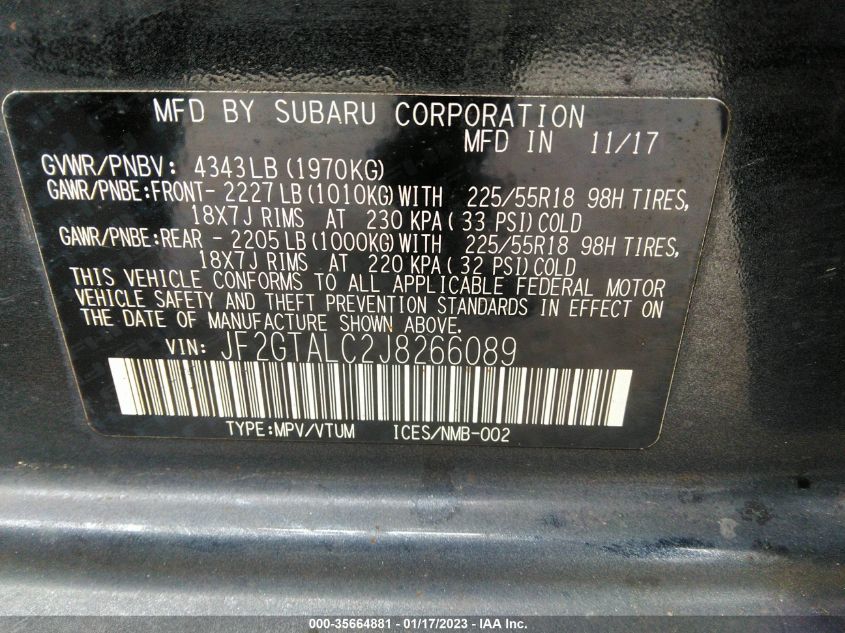 MFD BY SUBARU CORPORATION
MFD IN 11/17
GVWR/PNBV: 4343LB(1970KG)
GAWR/PNBE:FRONT- 2227LB(1010KG)WITH 225/55R18 98H TIRES,
18X7J RIMS AT 230 KPA( 33 PSI)COLD
GAWR/PNBE:REAR - 2205LB(1000KG)WITH 225/55R18 98H TIRES,
18X7J RIMS AT 220 KPA( 32 PSI)COLD
THIS VEHICLE CONFORMS TO ALL APPLICABLE FEDERAL MOTOR
VEHICLE SAFETY AND THEFT PREVENTION STANDARDS IN EFFECT ON
THE DATE OF MANUFACTURE SHOWN ABOVE.
VIN: JF2GTALC2J8266089
TYPE:MPV/VTUM ICES/NMB-002
000-35664881 — 01/17/2023 — IAA Inc.